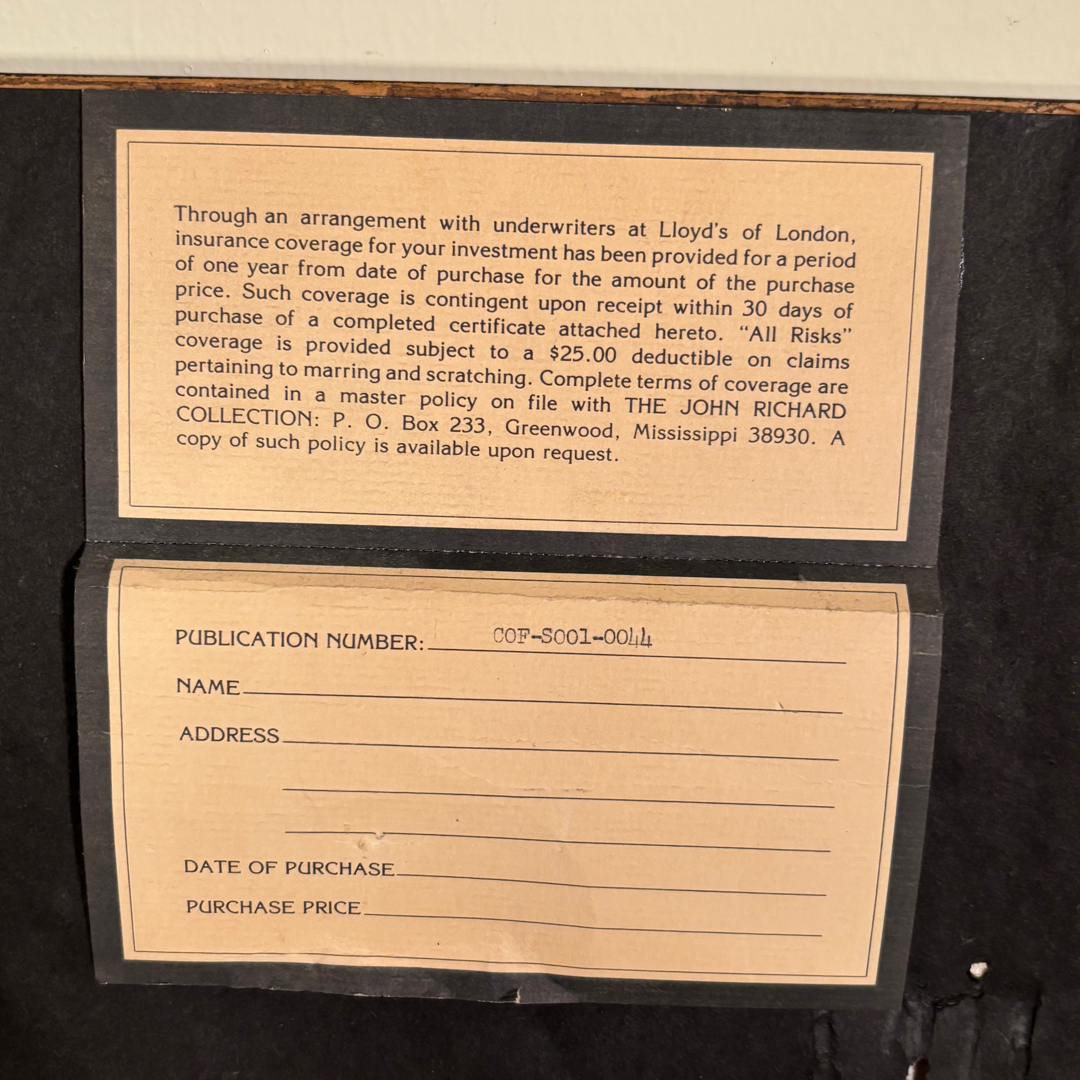 Through an arrangement with underwriters at Lloyd's of London,
insurance coverage for your investment has been provided for a period
of one year from date of purchase for the amount of the purchase
price. Such coverage is contingent upon receipt within 30 days of
purchase of a completed certificate attached hereto. "All Risks"
coverage is provided subject to a $25.00 deductible on claims
pertaining to marring and scratching. Complete terms of coverage are
contained in a master policy on file with THE JOHN RICHARD
COLLECTION: P. O. Box 233, Greenwood, Mississippi 38930. A
copy of such policy is available upon request.
PUBLICATION NUMBER: COF-S001-0044
NAME
ADDRESS
DATE OF PURCHASE
PURCHASE PRICE